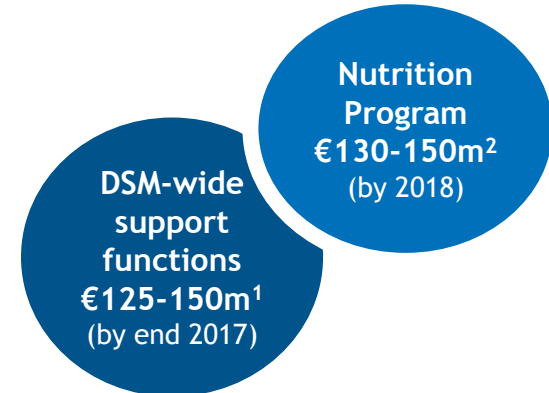 Nutrition
Program
€130-150m²
(by 2018)
DSM-wide
support
functions
€125-150m¹
(by end 2017)